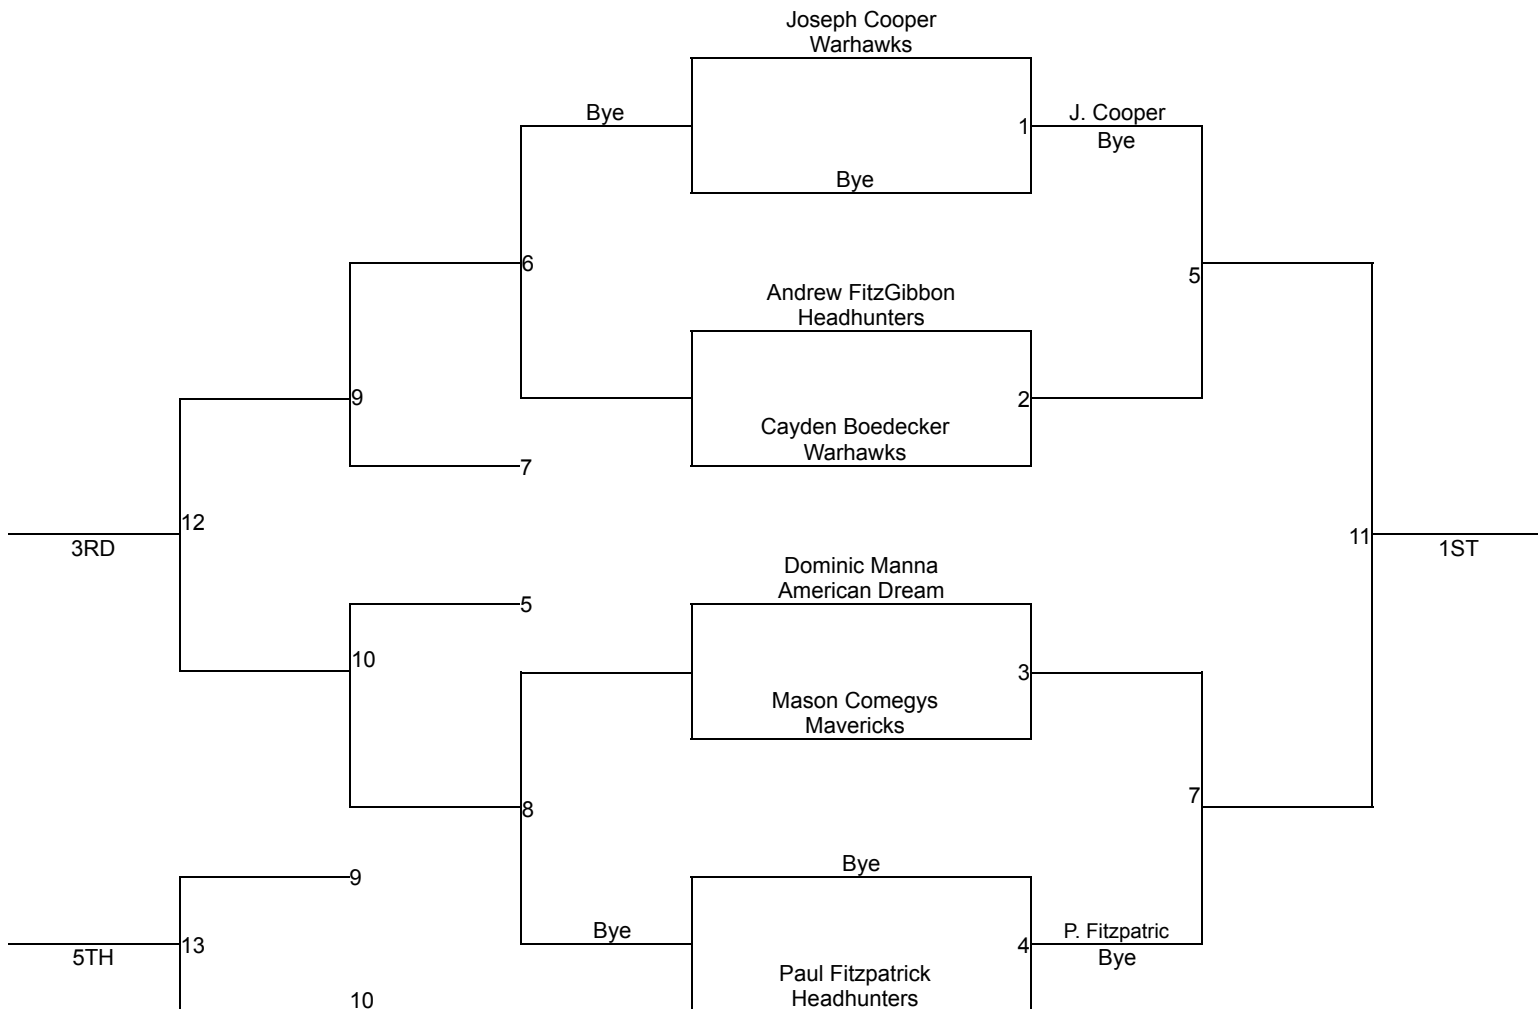 Joseph Cooper
Warhawks
Bye
1
J. Cooper
Bye
Bye
6
5
Andrew FitzGibbon
Headhunters
9
2
Cayden Boedecker
Warhawks
7
12
3RD
11
1ST
Dominic Manna
American Dream
5
10
3
Mason Comegys
Mavericks
8
7
Bye
9
Bye
P. Fitzpatric
13
4
5TH
Bye
Paul Fitzpatrick
Headhunters
10